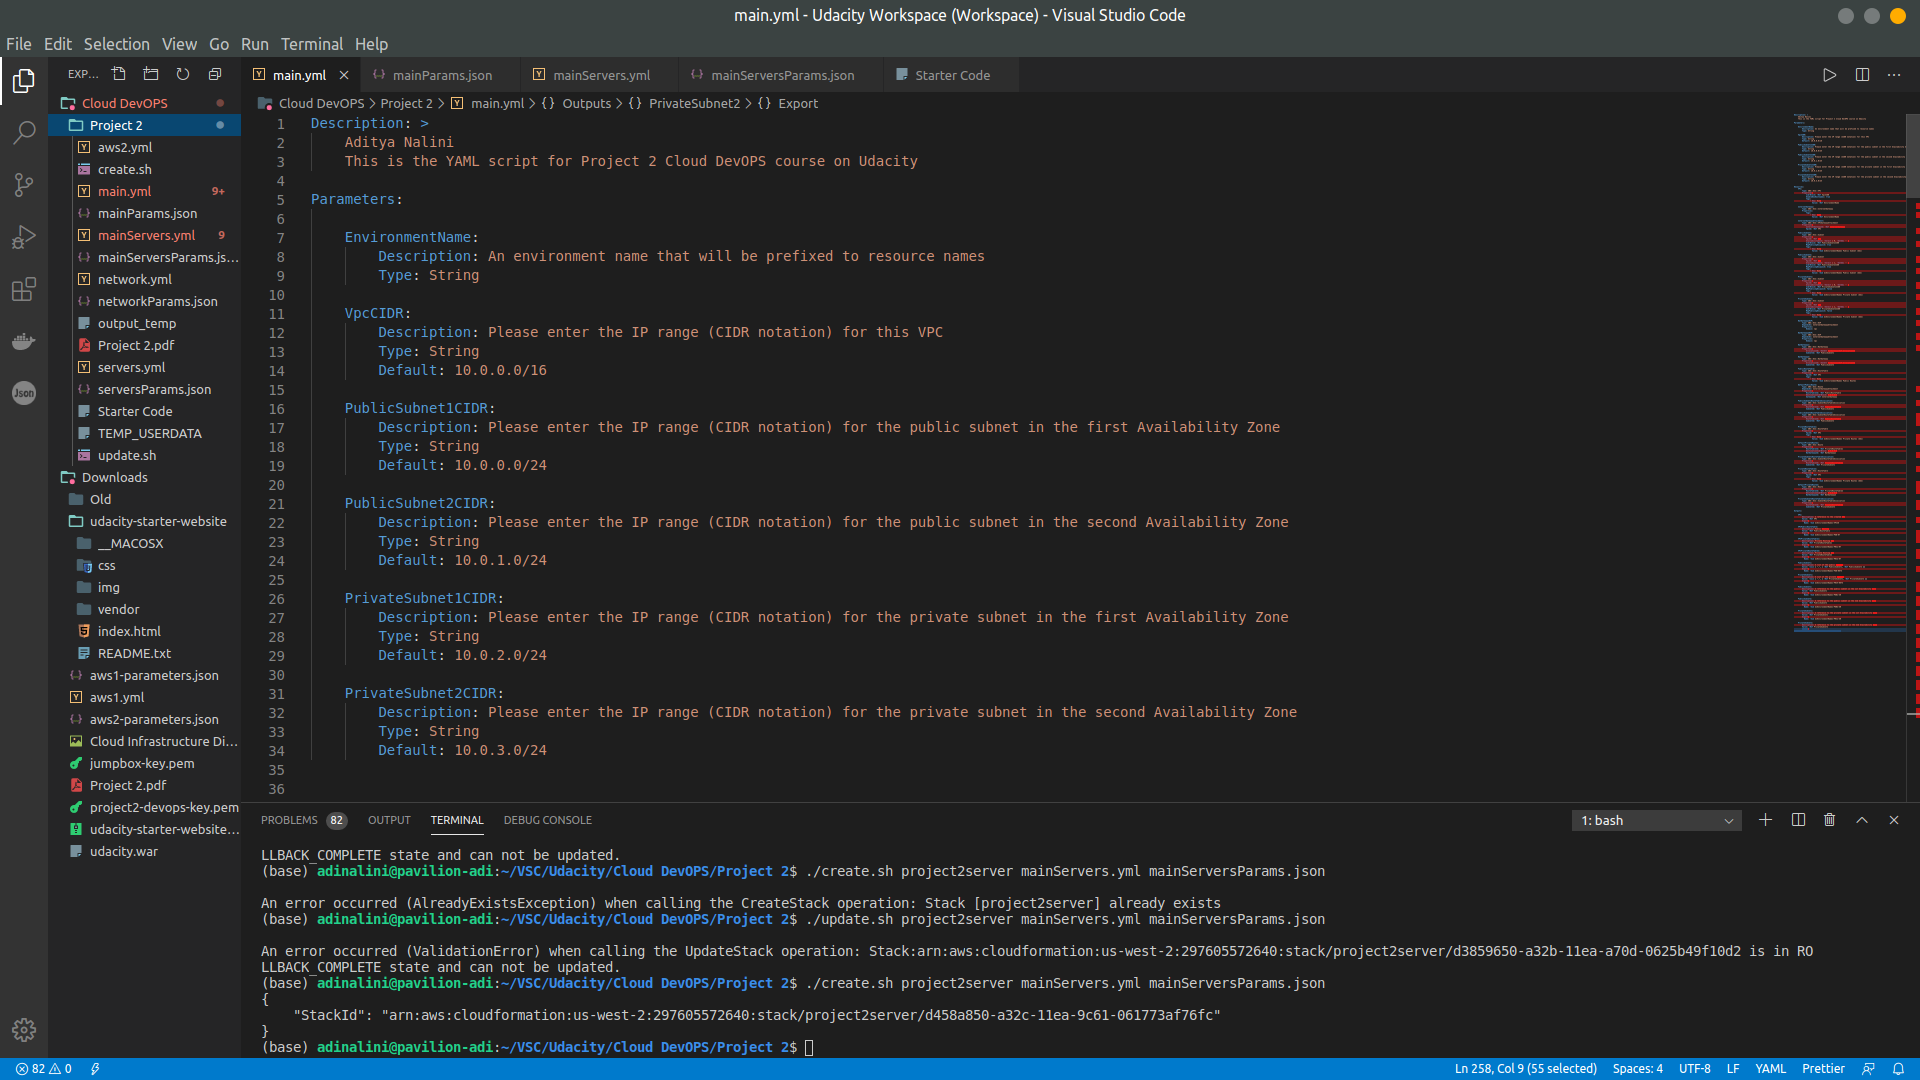 main.yml - Udacity Workspace (Workspace) - Visual Studio Code
File Edit Selection View Go Run Terminal Help
EXP...
main.yml
mainParams.json
mainServers.yml
mainServersParams.json
Starter Code
Cloud DevOPS > Project 2 > main.yml > {} Outputs > {} PrivateSubnet2 > {} Export
Cloud DevOPS
Project 2
aws2.yml
create.sh
main.yml 9+
mainParams.json
mainServers.yml 9
mainServersParams.js...
network.yml
networkParams.json
output_temp
Project 2.pdf
servers.yml
serversParams.json
Starter Code
TEMP_USERDATA
update.sh
Downloads
Old
udacity-starter-website
__MACOSX
css
img
vendor
index.html
README.txt
aws1-parameters.json
aws1.yml
aws2-parameters.json
Cloud Infrastructure Di...
jumpbox-key.pem
Project 2.pdf
project2-devops-key.pem
udacity-starter-website...
udacity.war
Json
1 Description: >
2 Aditya Nalini
3 This is the YAML script for Project 2 Cloud DevOPS course on Udacity
4
5 Parameters:
6
7 EnvironmentName:
8 Description: An environment name that will be prefixed to resource names
9 Type: String
10
11 VpcCIDR:
12 Description: Please enter the IP range (CIDR notation) for this VPC
13 Type: String
14 Default: 10.0.0.0/16
15
16 PublicSubnet1CIDR:
17 Description: Please enter the IP range (CIDR notation) for the public subnet in the first Availability Zone
18 Type: String
19 Default: 10.0.0.0/24
20
21 PublicSubnet2CIDR:
22 Description: Please enter the IP range (CIDR notation) for the public subnet in the second Availability Zone
23 Type: String
24 Default: 10.0.1.0/24
25
26 PrivateSubnet1CIDR:
27 Description: Please enter the IP range (CIDR notation) for the private subnet in the first Availability Zone
28 Type: String
29 Default: 10.0.2.0/24
30
31 PrivateSubnet2CIDR:
32 Description: Please enter the IP range (CIDR notation) for the private subnet in the second Availability Zone
33 Type: String
34 Default: 10.0.3.0/24
35
36
PROBLEMS 82 OUTPUT TERMINAL DEBUG CONSOLE
1: bash
LLBACK_COMPLETE state and can not be updated.
(base) adinalini@pavilion-adi:~/VSC/Udacity/Cloud DevOPS/Project 2$ ./create.sh project2server mainServers.yml mainServersParams.json
An error occurred (AlreadyExistsException) when calling the CreateStack operation: Stack [project2server] already exists
(base) adinalini@pavilion-adi:~/VSC/Udacity/Cloud DevOPS/Project 2$ ./update.sh project2server mainServers.yml mainServersParams.json
An error occurred (ValidationError) when calling the UpdateStack operation: Stack:arn:aws:cloudformation:us-west-2:297605572640:stack/project2server/d3859650-a32b-11ea-a70d-0625b49f10d2 is in RO
LLBACK_COMPLETE state and can not be updated.
(base) adinalini@pavilion-adi:~/VSC/Udacity/Cloud DevOPS/Project 2$ ./create.sh project2server mainServers.yml mainServersParams.json
{
"StackId": "arn:aws:cloudformation:us-west-2:297605572640:stack/project2server/d458a850-a32c-11ea-9c61-061773af76fc"
}
(base) adinalini@pavilion-adi:~/VSC/Udacity/Cloud DevOPS/Project 2$
82 0
Ln 258, Col 9 (55 selected) Spaces: 4 UTF-8 LF YAML Prettier